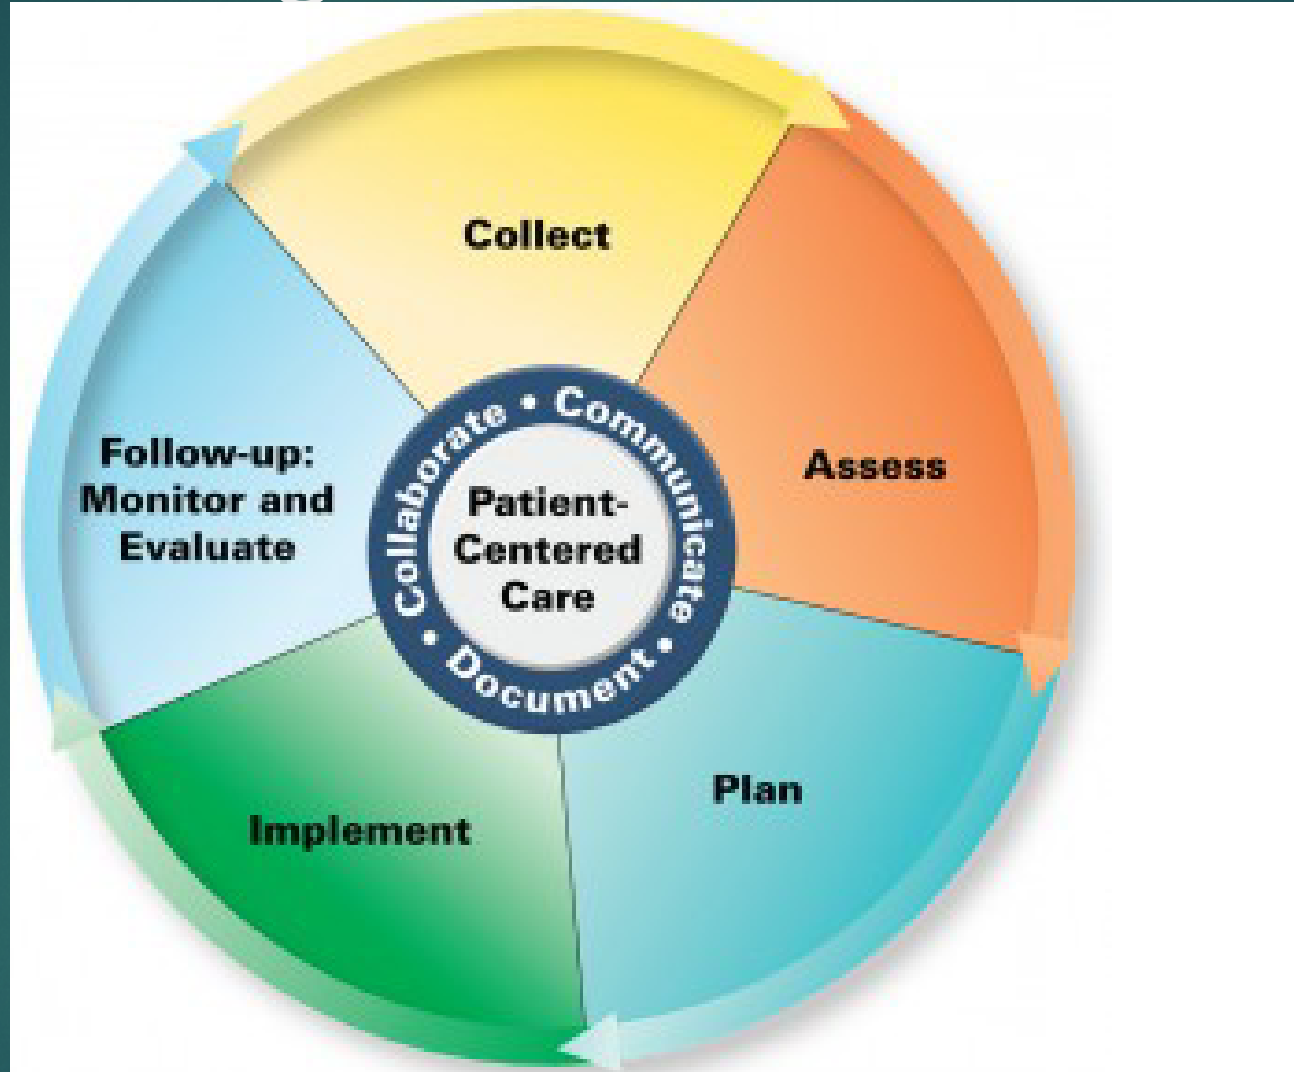 Collect
Assess
Plan
Implement
Follow-up:
Monitor and
Evaluate
Collaborate • Communicate • Document •
Patient-
Centered
Care